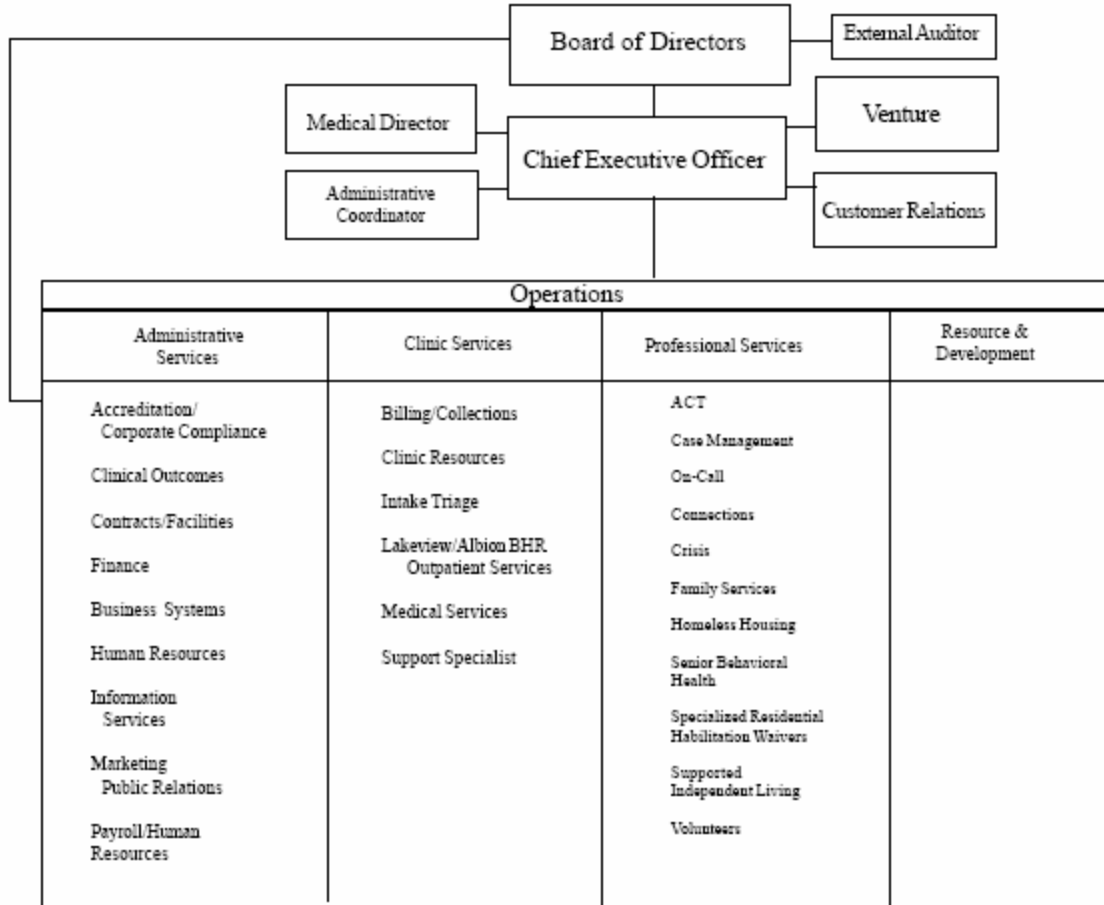 Board of Directors
External Auditor
Medical Director
Chief Executive Officer
Venture
Administrative
Coordinator
Customer Relations
Operations
Administrative
Services
Clinic Services
Professional Services
Resource &
Development
Accreditation/
Corporate Compliance
Clinical Outcomes
Contracts/Facilities
Finance
Business Systems
Human Resources
Information
Services
Marketing
Public Relations
Payroll/Human
Resources
Billing/Collections
Clinic Resources
Intake Triage
Lakeview/Albion BHR
Outpatient Services
Medical Services
Support Specialist
ACT
Case Management
On-Call
Connections
Crisis
Family Services
Homeless Housing
Senior Behavioral
Health
Specialized Residential
Habilitation Waivers
Supported
Independent Living
Volunteers